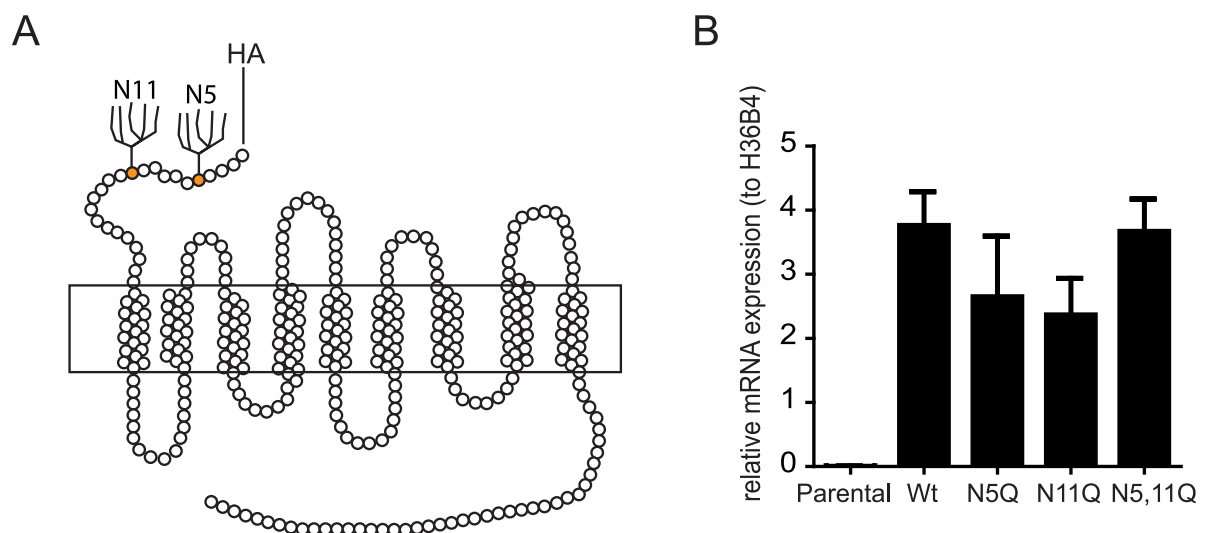 A
HA
N11
N5
B
relative mRNA expression (to H36B4)
5
4
3
2
1
0
Parental
Wt
N5Q
N11Q
N5,11Q